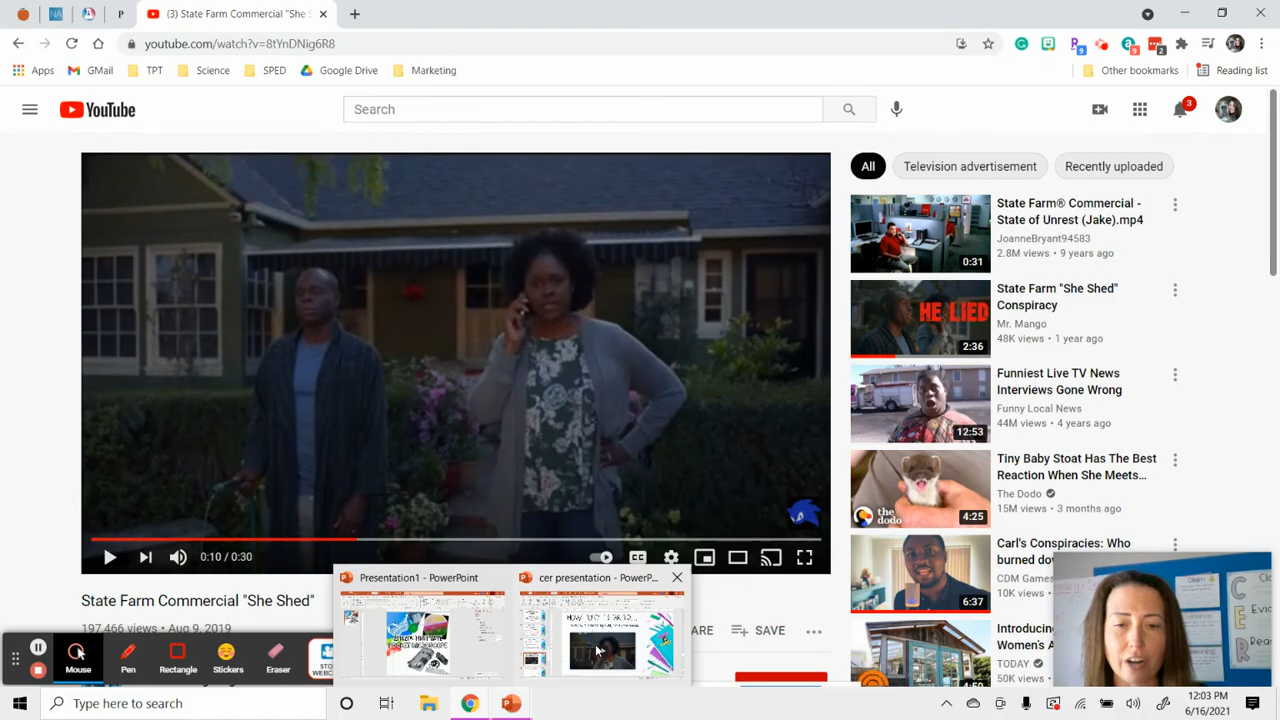 (3) State Farm Commercial "She S
youtube.com/watch?v=8tYnDNig6R8
9
9
2
Apps
GMail
TPT
Science
SPED
Google Drive
Marketing
Other bookmarks
Reading list
YouTube
Search
3
All
Television advertisement
Recently uploaded
State Farm® Commercial -
State of Unrest (Jake).mp4
JoanneBryant94583
2.8M views • 9 years ago
0:31
State Farm "She Shed"
Conspiracy
Mr. Mango
48K views • 1 year ago
HE LIED
2:36
Funniest Live TV News
Interviews Gone Wrong
Funny Local News
44M views • 4 years ago
12:53
Tiny Baby Stoat Has The Best
Reaction When She Meets...
The Dodo
15M views • 3 months ago
the dodo
4:25
Carl's Conspiracies: Who
burned do
CDM Games
10K views
6:37
Introducin
Women's A
TODAY
50K views
4:50
0:10 / 0:30
CC
State Farm Commercial "She Shed"
197,466 views • Aug 9, 2019
ARE
SAVE
Presentation1 - PowerPoint
cer presentation - PowerP...
Mouse
Pen
Rectangle
Stickers
Eraser
Claim
C
E
R
Type here to search
12:03 PM
6/16/2021